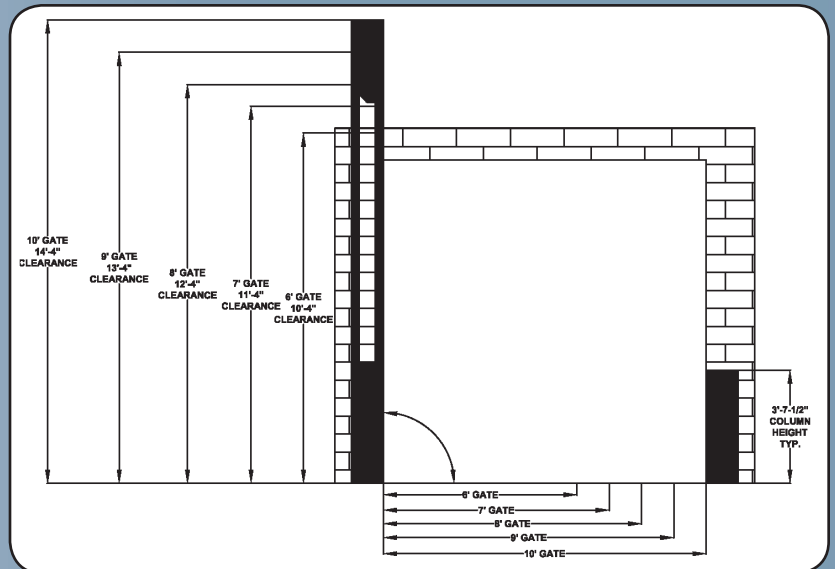 10' GATE
14'-4"
CLEARANCE
9' GATE
13'-4"
CLEARANCE
8' GATE
12'-4"
CLEARANCE
7' GATE
11'-4"
CLEARANCE
6' GATE
10'-4"
CLEARANCE
3'-7-1/2"
COLUMN
HEIGHT
TYP.
6' GATE
7' GATE
8' GATE
9' GATE
10' GATE